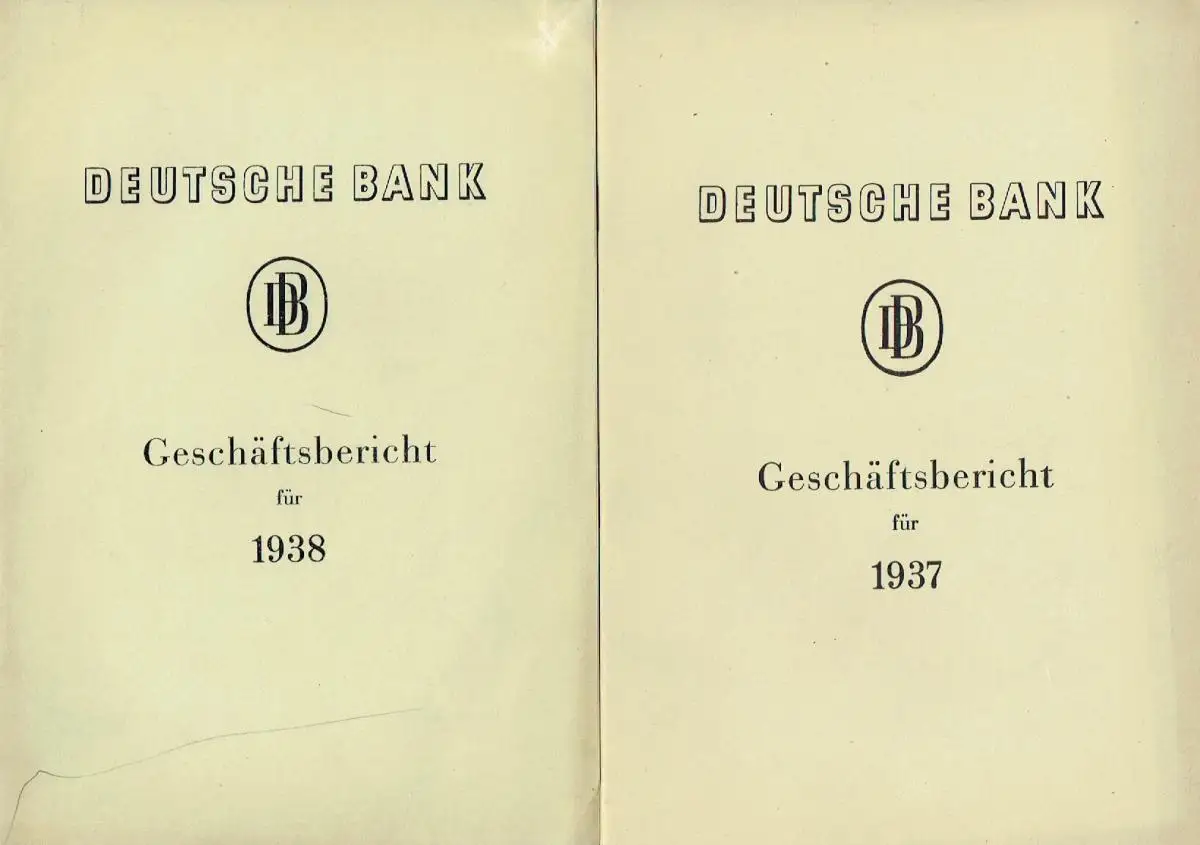 DEUTSCHE BANK
DB
Geschäftsbericht
für
1938
DEUTSCHE BANK
DB
Geschäftsbericht
für
1937